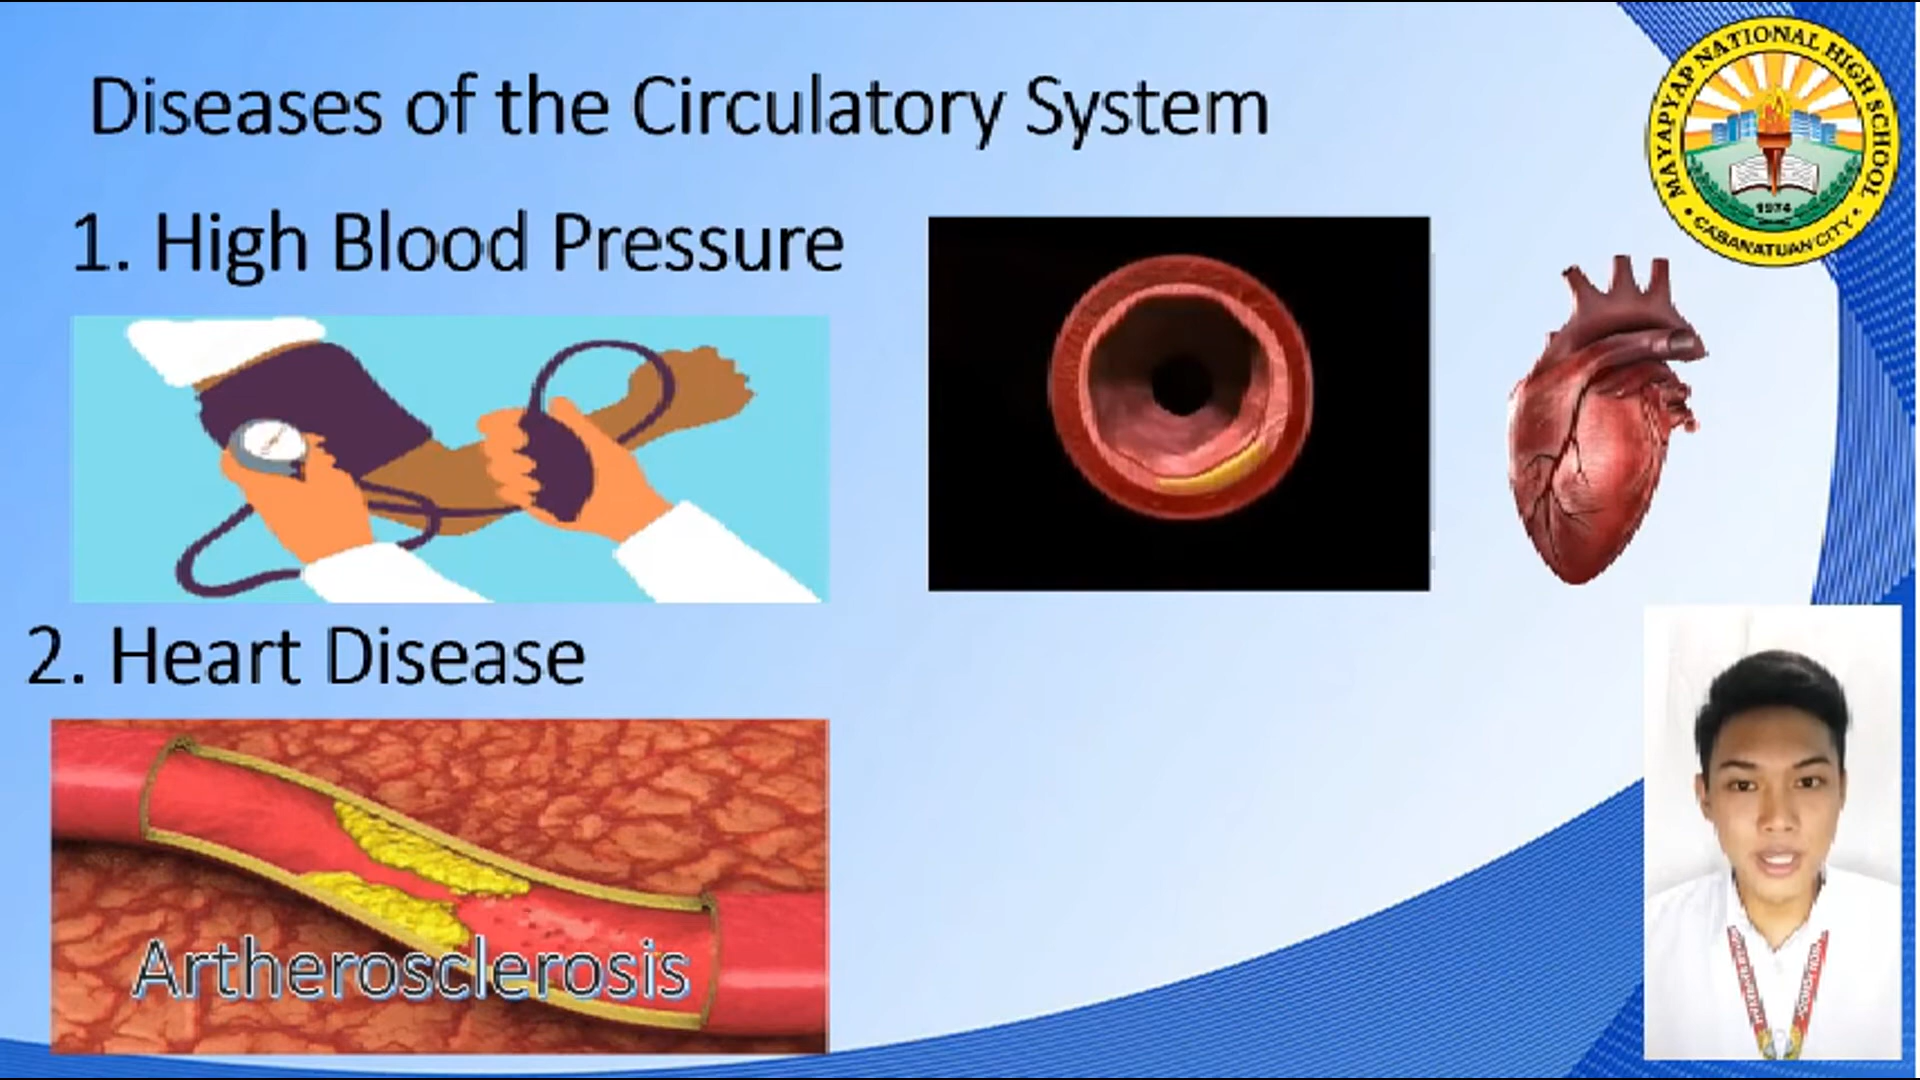 Diseases of the Circulatory System
MAYAPYAP NATIONAL HIGH SCHOOL
1974
• CABANATUAN CITY •
1. High Blood Pressure
2. Heart Disease
Artherosclerosis